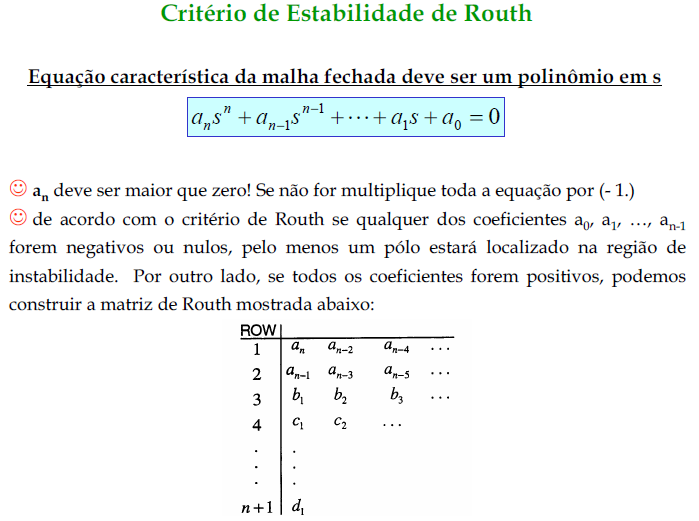 Critério de Estabilidade de Routh
Equação característica da malha fechada deve ser um polinômio em s
aₙsⁿ + aₙ₋₁sⁿ⁻¹ + ⋯ + a₁s + a₀ = 0
☺ aₙ deve ser maior que zero! Se não for multiplique toda a equação por (- 1.)
☺ de acordo com o critério de Routh se qualquer dos coeficientes a₀, a₁, ..., aₙ₋₁
forem negativos ou nulos, pelo menos um pólo estará localizado na região de
instabilidade. Por outro lado, se todos os coeficientes forem positivos, podemos
construir a matriz de Routh mostrada abaixo:
ROW
1 aₙ aₙ₋₂ aₙ₋₄ ...
2 aₙ₋₁ aₙ₋₃ aₙ₋₅ ...
3 b₁ b₂ b₃ ...
4 c₁ c₂ ...
. .
. .
. .
n+1 d₁